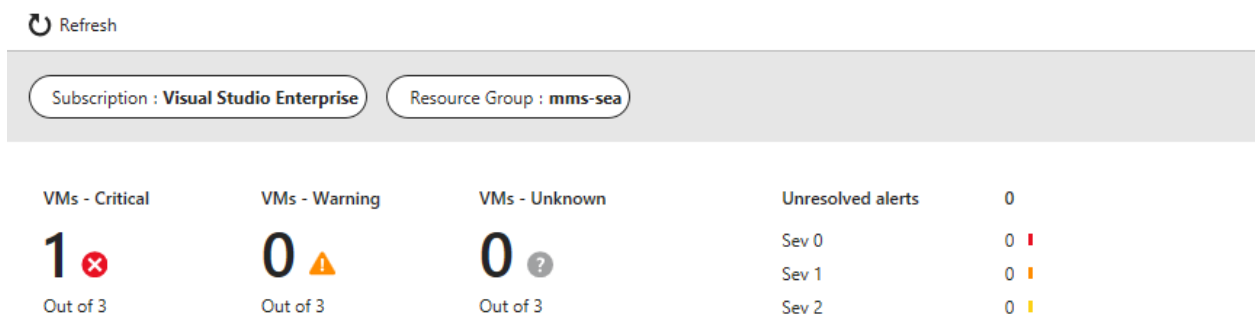 Refresh
Subscription : Visual Studio Enterprise
Resource Group : mms-sea
VMs - Critical
1
Out of 3
VMs - Warning
0
Out of 3
VMs - Unknown
0
Out of 3
Unresolved alerts 0
Sev 0 0
Sev 1 0
Sev 2 0